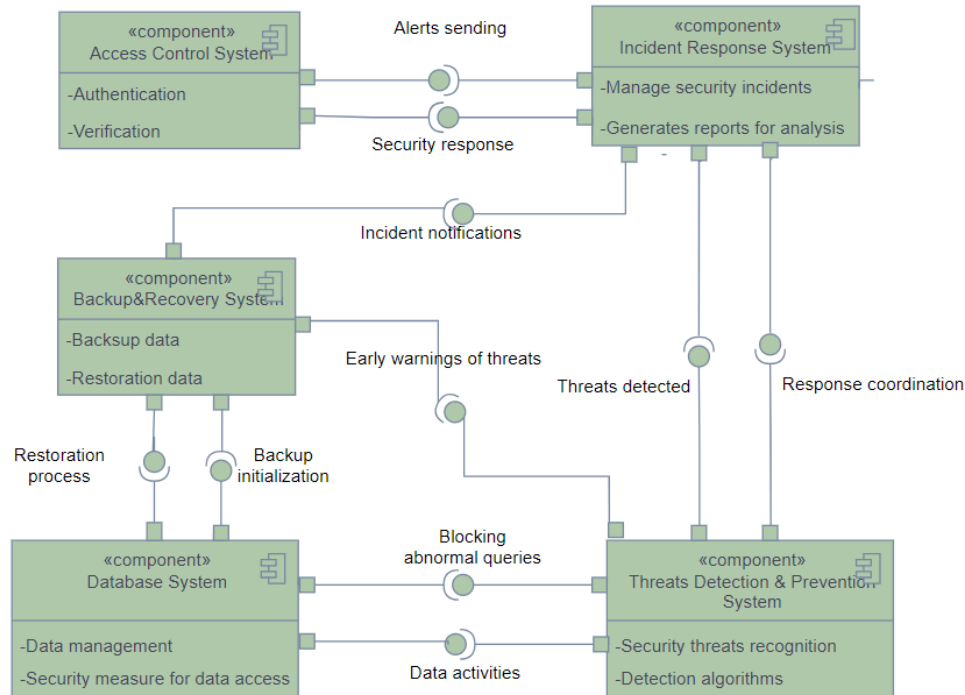 «component»
Access Control System
-Authentication
-Verification
Alerts sending
Security response
«component»
Incident Response System
-Manage security incidents
-Generates reports for analysis
-
Incident notifications
«component»
Backup&Recovery System
-Backsup data
-Restoration data
Early warnings of threats
Threats detected
Response coordination
Restoration
process
Backup
initialization
«component»
Database System
-Data management
-Security measure for data access
Blocking
abnormal queries
Data activities
«component»
Threats Detection & Prevention
System
-Security threats recognition
-Detection algorithms